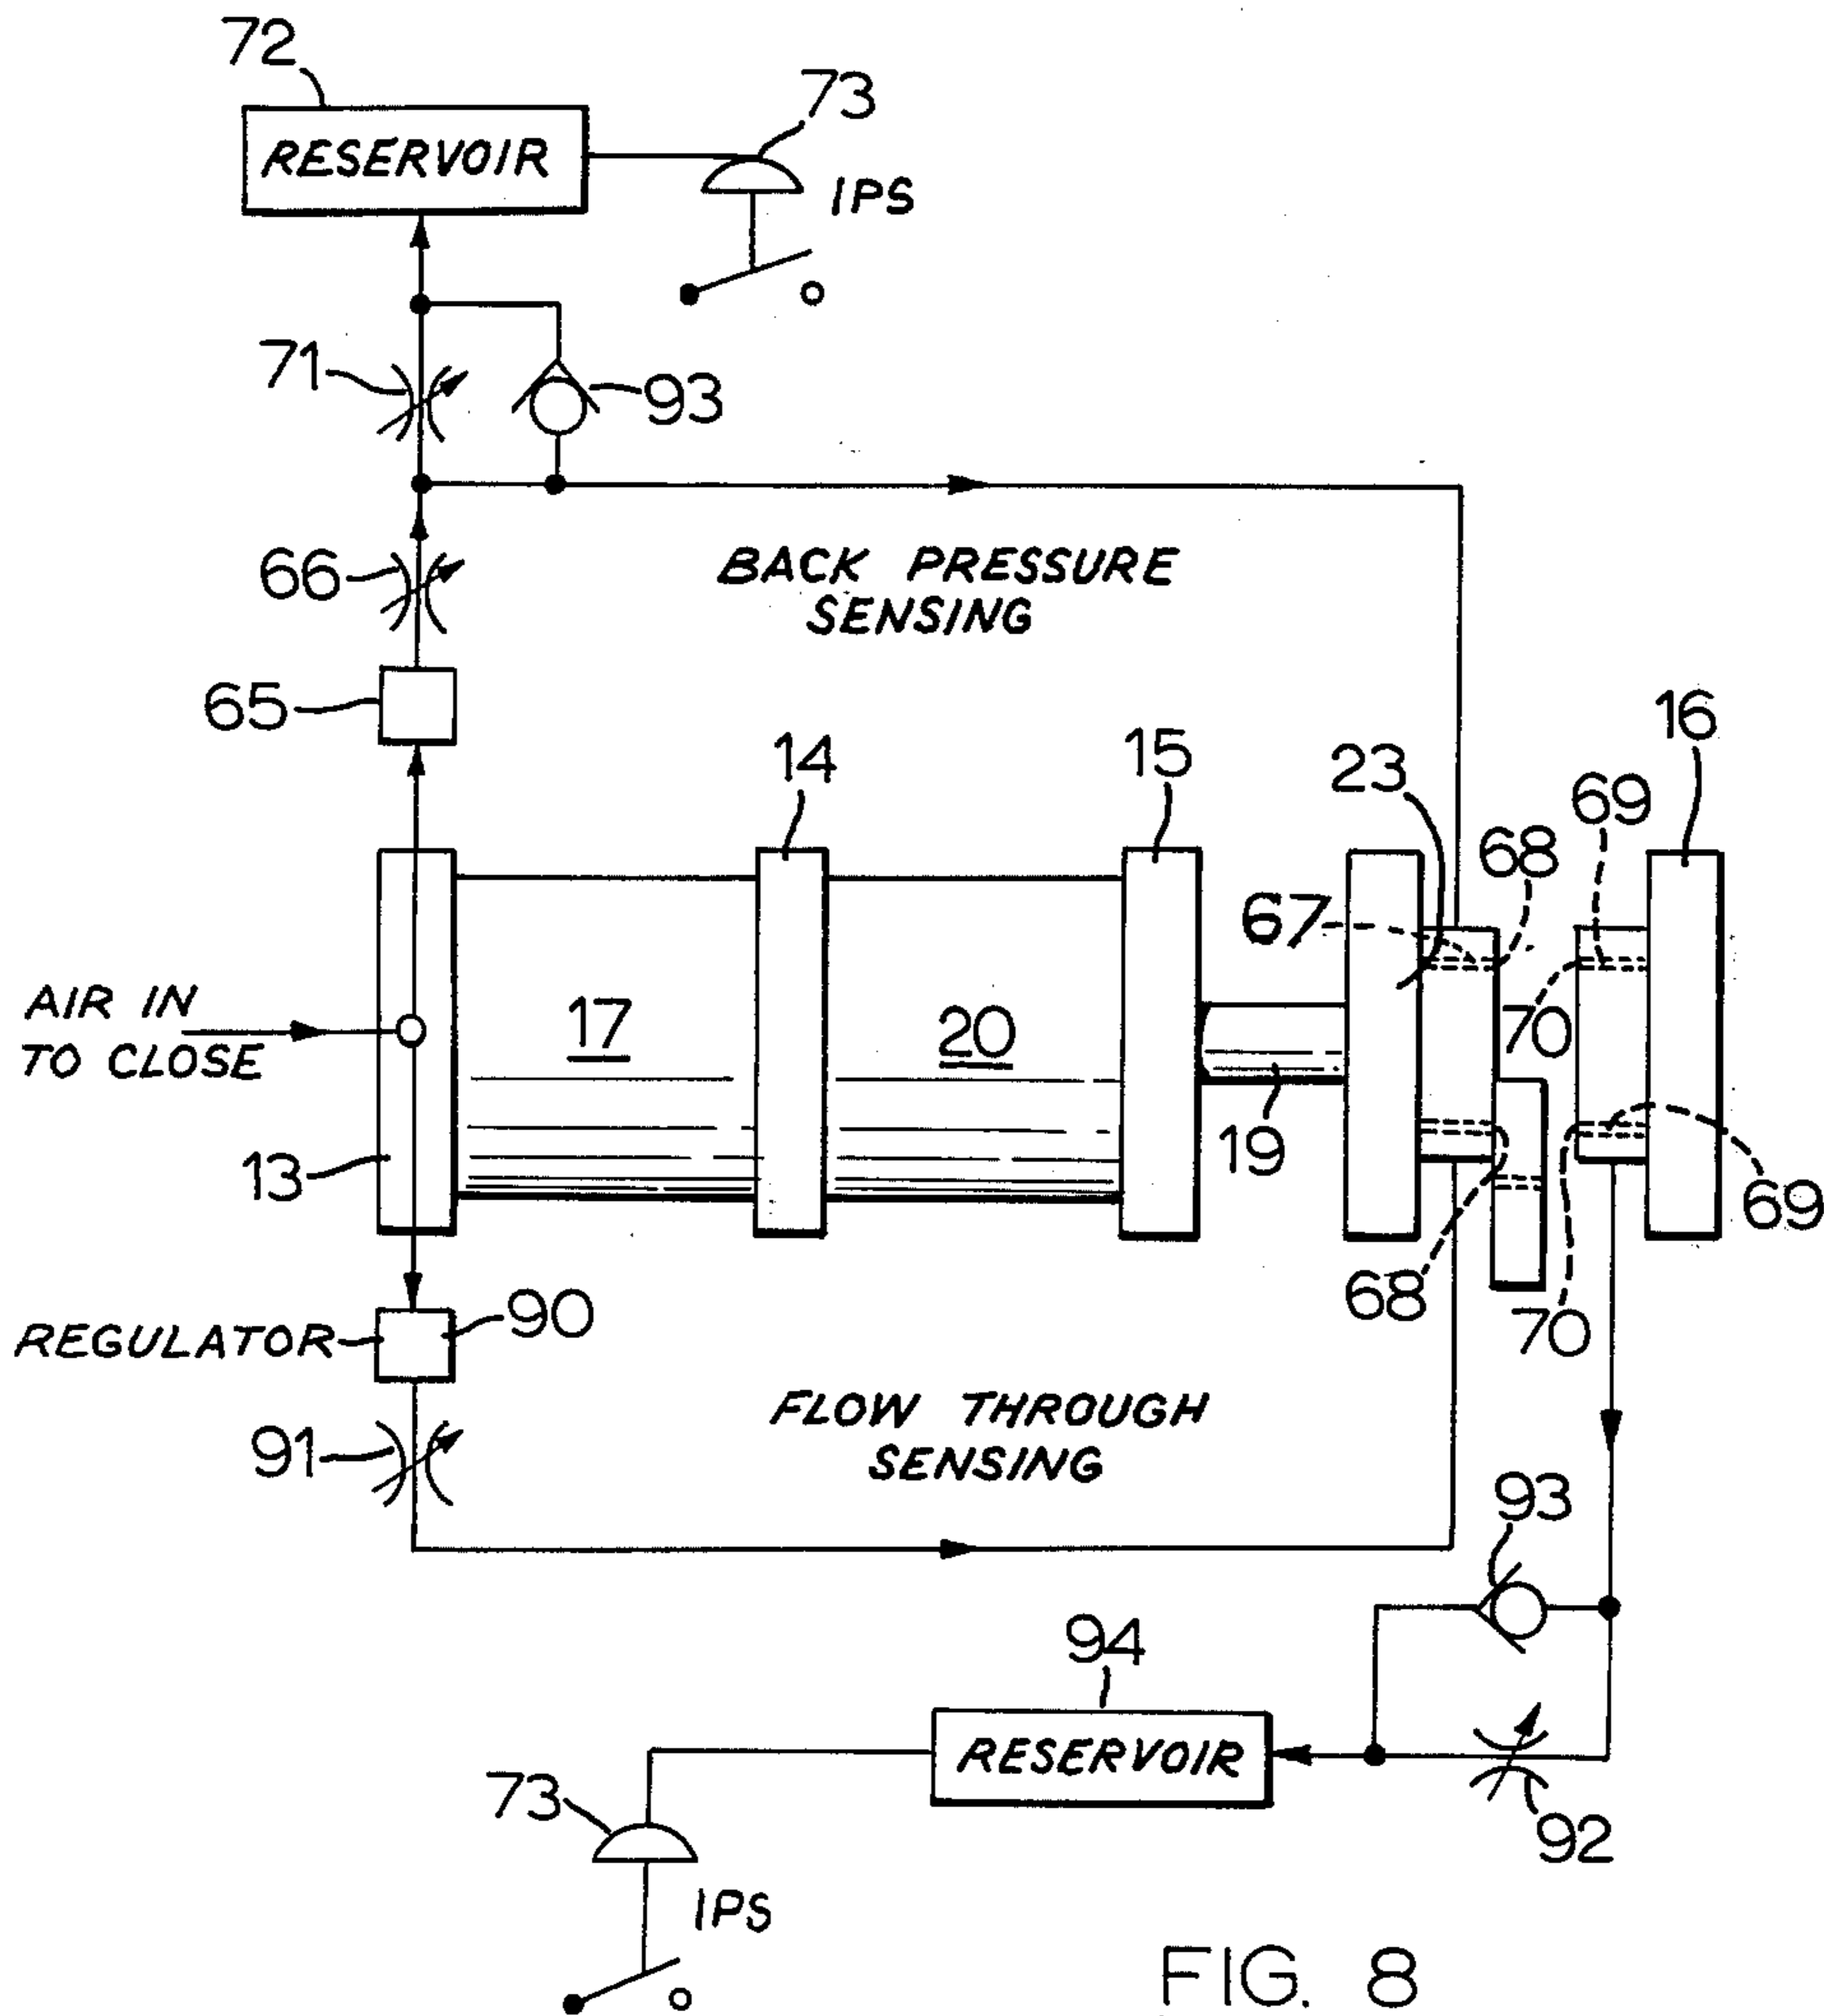 72
73
RESERVOIR
IPS
71
93
66
BACK PRESSURE
SENSING
65
16
14
15
23
69
68
67
AIR IN
TO CLOSE
17
20
70
13
19
69
68
70
REGULATOR
90
FLOW THROUGH
SENSING
91
93
94
RESERVOIR
73
92
IPS
FIG. 8